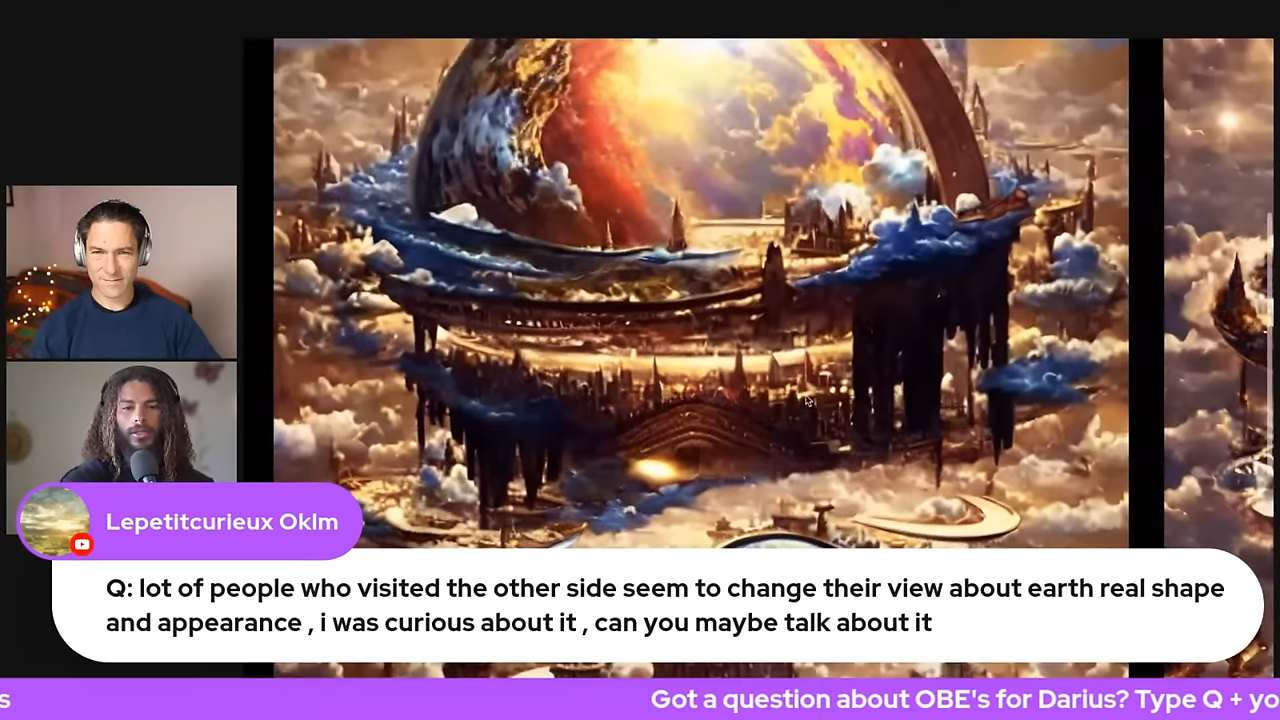 Lepetitcurieux Oklm
Q: lot of people who visited the other side seem to change their view about earth real shape
and appearance , i was curious about it , can you maybe talk about it
s
Got a question about OBE's for Darius? Type Q + yo